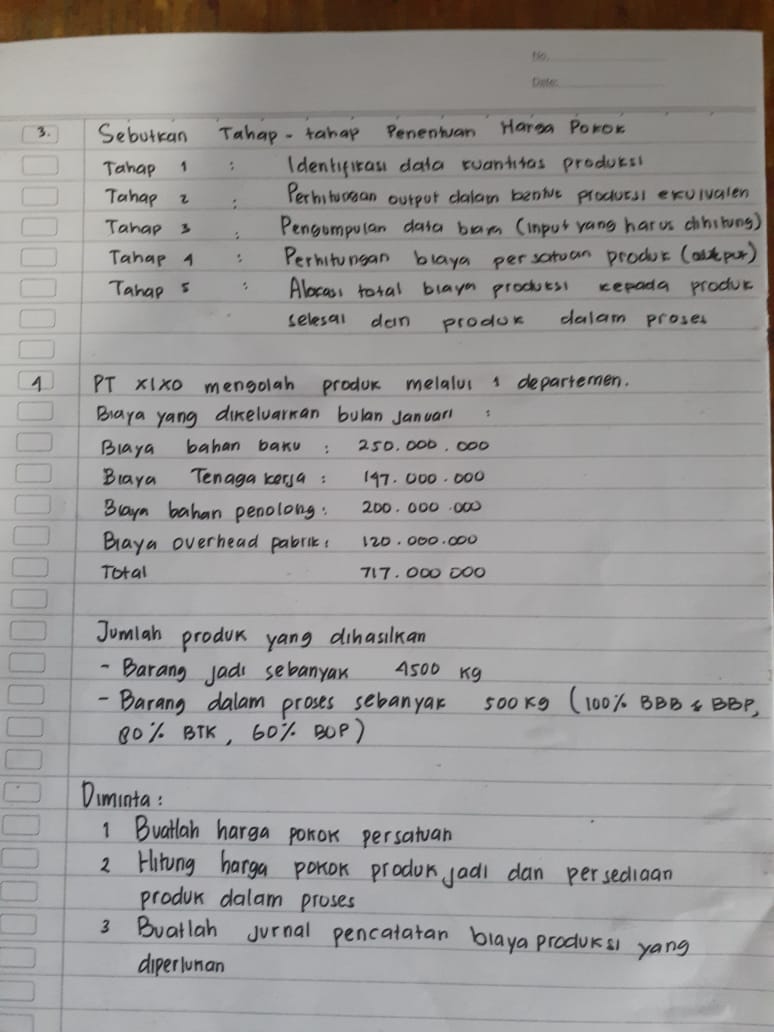 No.
Date:
3. Sebutkan Tahap-tahap Penentuan Harga Pokok
Tahap 1 : Identifikasi data kuantitas produksi
Tahap 2 : Perhitungan output dalam bentuk produksi ekuivalen
Tahap 3 : Pengumpulan data biaya (input yang harus dihitung)
Tahap 4 : Perhitungan biaya persatuan produk (output)
Tahap 5 : Alokasi total biaya produksi kepada produk
selesai dan produk dalam proses
4 PT XIXO mengolah produk melalui 1 departemen.
Biaya yang dikeluarkan bulan Januari :
Biaya bahan baku : 250.000.000
Biaya Tenaga kerja : 147.000.000
Biaya bahan penolong : 200.000.000
Biaya overhead pabrik : 120.000.000
Total 717.000 000
Jumlah produk yang dihasilkan
- Barang jadi sebanyak 4500 kg
- Barang dalam proses sebanyak 500 kg (100% BBB & BBP,
80% BTK, 60% BOP)
Diminta :
1 Buatlah harga pokok persatuan
2 Hitung harga pokok produk jadi dan persediaan
produk dalam proses
3 Buatlah jurnal pencatatan biaya produksi yang
diperlukan